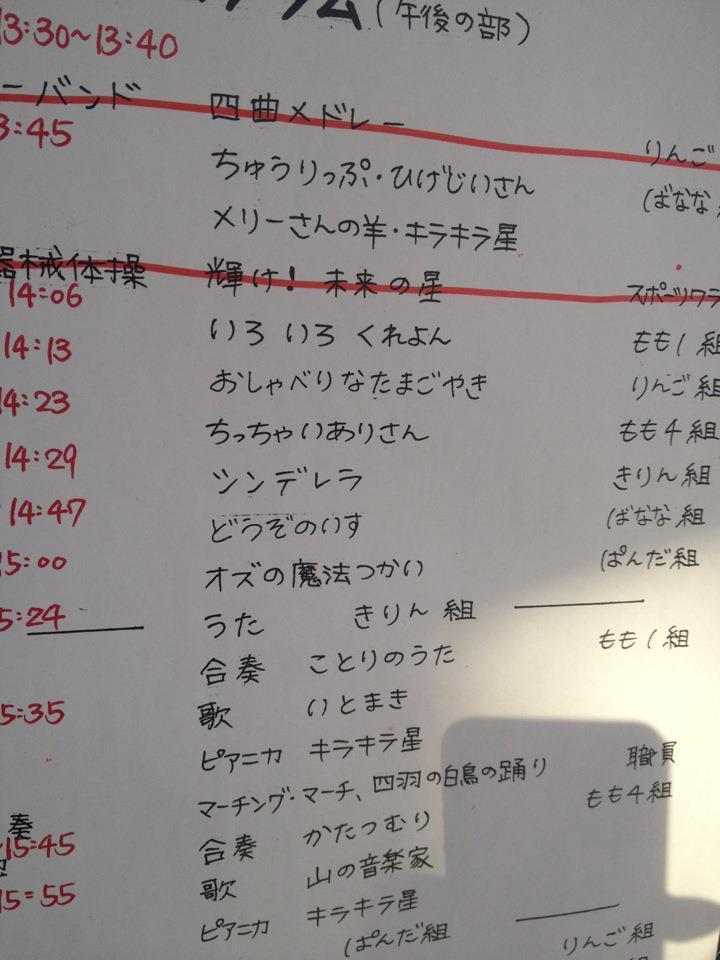 ラム(午後の部)
13:30~13:40
ーバンド 四曲メドレー りんご
3:45 ちゅうりっぷ・ひげじいさん (ばなな
メリーさんの羊・キラキラ星
器械体操 輝け! 未来の星 スポーツクラ
14:06 いろ いろ くれよん もも1組
14:13 おしゃべりなたまごやき りんご組
14:23 ちっちゃいありさん もも4組
14:29 シンデレラ きりん組
14:47 どうぞのいす ばなな組
15:00 オズの魔法つかい ぱんだ組
5:24 うた きりん組
合奏 ことりのうた もも1組
5:35 歌 いとまき
ピアニカ キラキラ星
マーチング・マーチ、四羽の白鳥の踊り 職員
奏 合奏 かたつむり もも4組
15:45 歌 山の音楽家
15:55 ピアニカ キラキラ星
ぱんだ組 りんご組